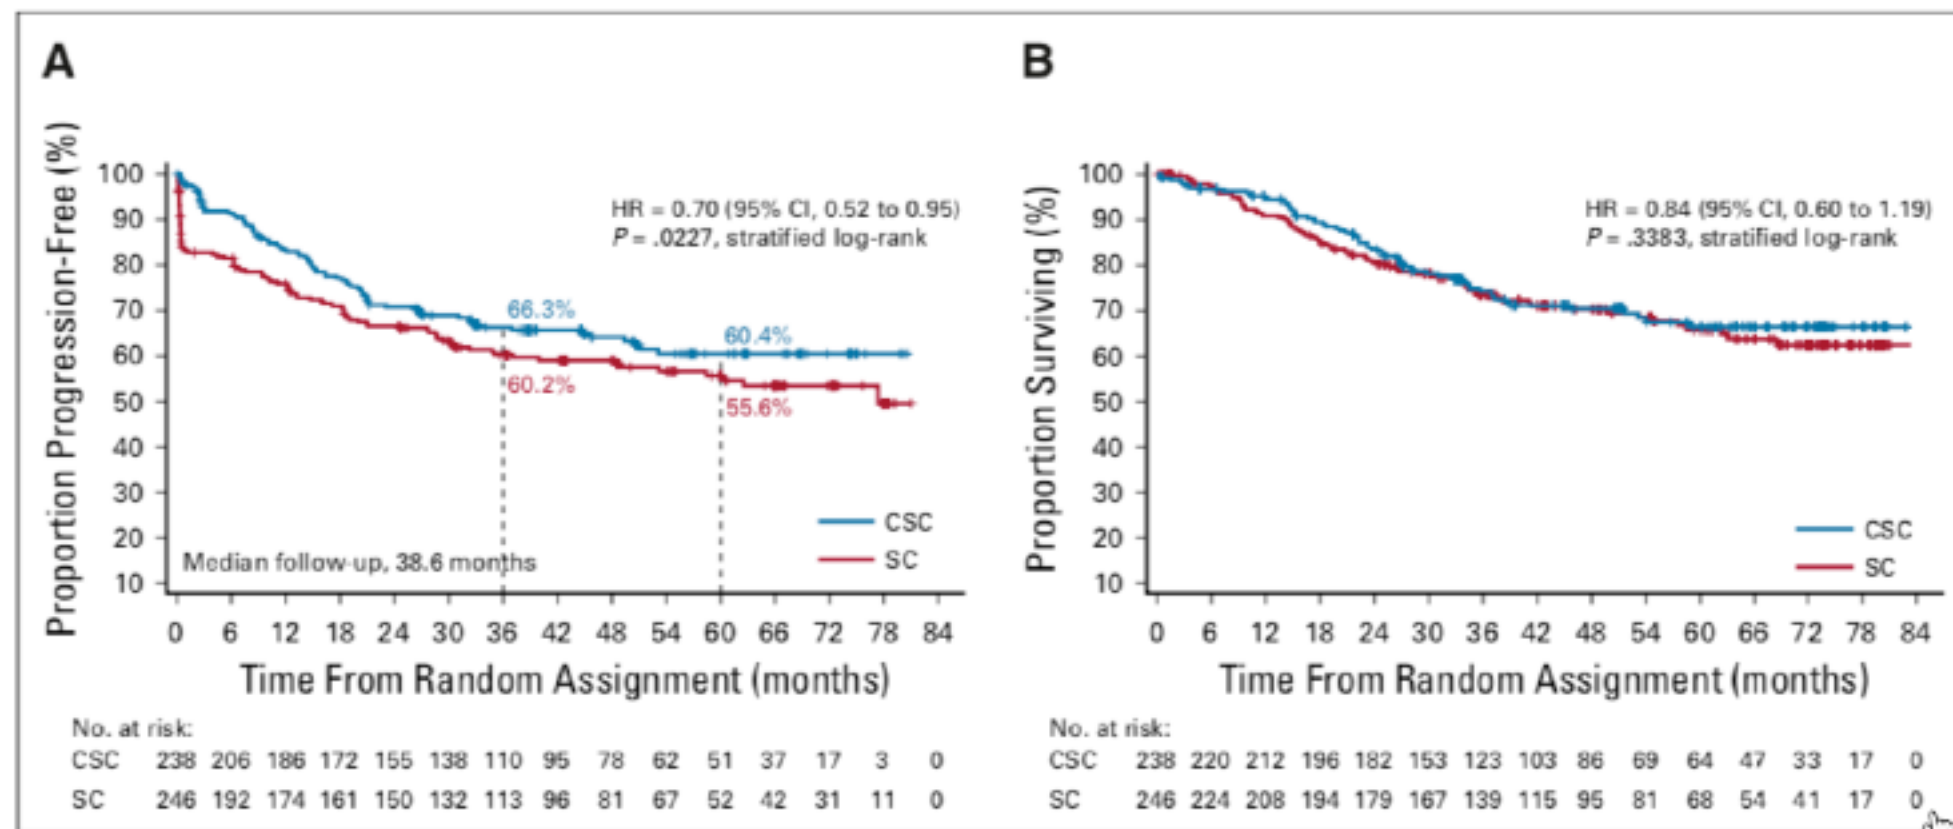 A
Proportion Progression-Free (%)
100
90
80
70
60
50
40
30
20
10
HR = 0.70 (95% CI, 0.52 to 0.95)
P = .0227, stratified log-rank
66.3%
60.4%
60.2%
55.6%
CSC
SC
Median follow-up, 38.6 months
0 6 12 18 24 30 36 42 48 54 60 66 72 78 84
Time From Random Assignment (months)
No. at risk:
CSC 238 206 186 172 155 138 110 95 78 62 51 37 17 3 0
SC 246 192 174 161 150 132 113 96 81 67 52 42 31 11 0
B
Proportion Surviving (%)
100
90
80
70
60
50
40
30
20
10
HR = 0.84 (95% CI, 0.60 to 1.19)
P = .3383, stratified log-rank
CSC
SC
0 6 12 18 24 30 36 42 48 54 60 66 72 78 84
Time From Random Assignment (months)
No. at risk:
CSC 238 220 212 196 182 153 123 103 86 69 64 47 33 17 0
SC 246 224 208 194 179 167 139 115 95 81 68 54 41 17 0